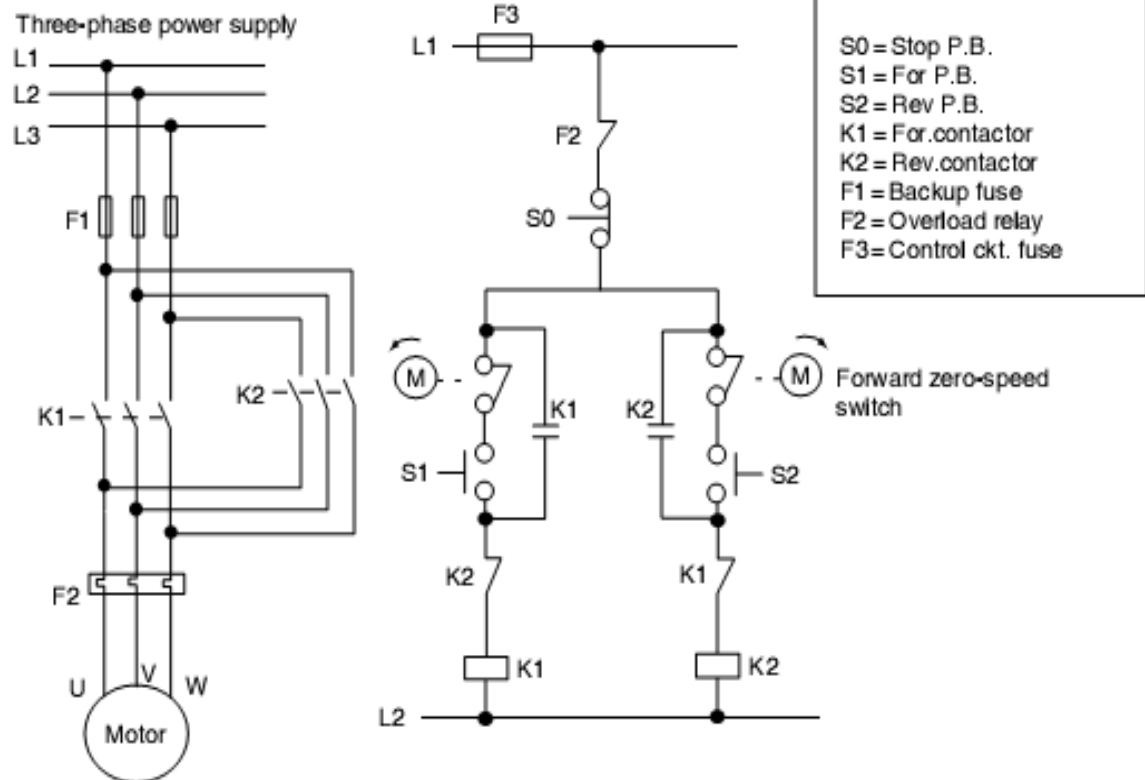 Three-phase power supply
L1
L2
L3
F1
K1
K2
F2
U
V
W
Motor
F3
L1
F2
S0
M
K1
S1
K2
K1
K2
M
Forward zero-speed
switch
S2
K1
K2
L2
S0 = Stop P.B.
S1 = For P.B.
S2 = Rev P.B.
K1 = For.contactor
K2 = Rev.contactor
F1 = Backup fuse
F2 = Overload relay
F3 = Control ckt. fuse